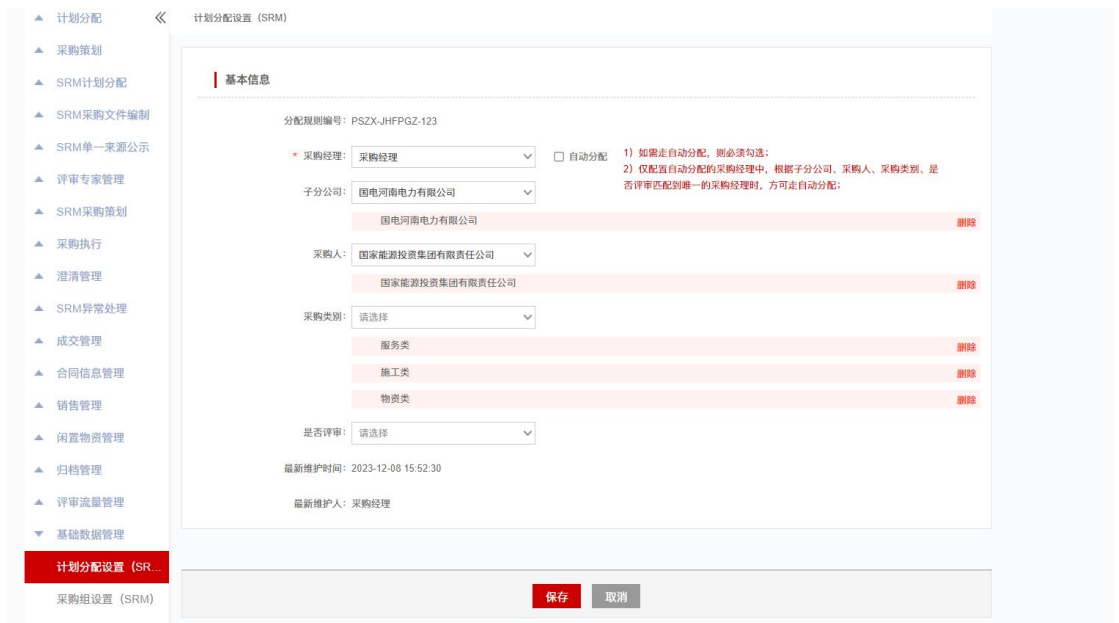 计划分配
采购策划
SRM计划分配
SRM采购文件编制
SRM单一来源公示
评审专家管理
SRM采购策划
采购执行
澄清管理
SRM异常处理
成交管理
合同信息管理
销售管理
闲置物资管理
归档管理
评审流量管理
基础数据管理
计划分配设置（SR...
采购组设置（SRM）
计划分配设置（SRM）
基本信息
分配规则编号：PSZX-JHFPGZ-123
* 采购经理：采购经理 自动分配
1）如需走自动分配，则必须勾选；
2）仅配置自动分配的采购经理中，根据子分公司、采购人、采购类别、是
否评审匹配到唯一的采购经理时，方可走自动分配；
子分公司：国电河南电力有限公司
国电河南电力有限公司 删除
采购人：国家能源投资集团有限责任公司
国家能源投资集团有限责任公司 删除
采购类别：请选择
服务类 删除
施工类 删除
物资类 删除
是否评审：请选择
最新维护时间：2023-12-08 15:52:30
最新维护人：采购经理
保存 取消